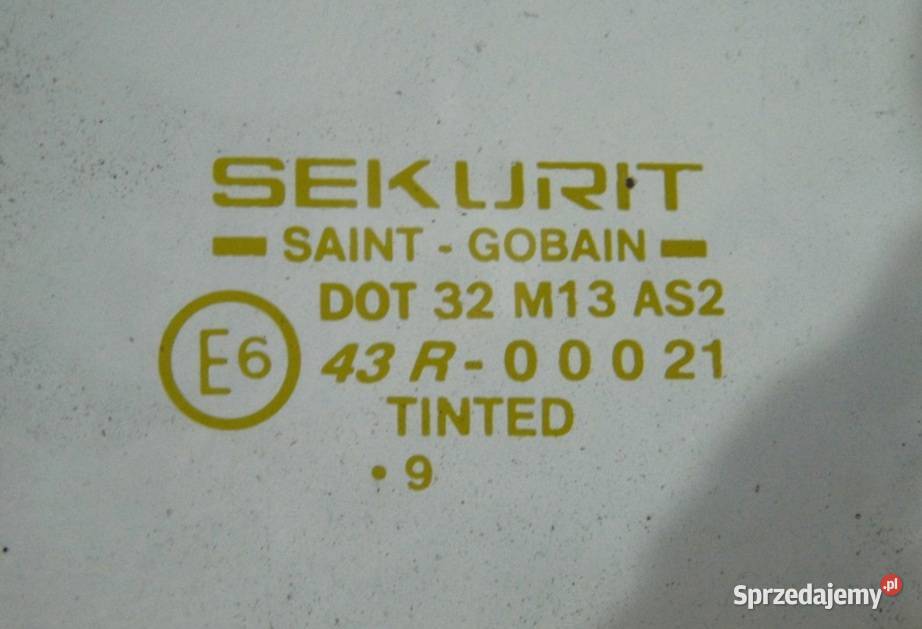 SEKURIT
SAINT - GOBAIN
DOT 32 M13 AS2
E6 43 R - 0 0 0 21
TINTED
• 9
Sprzedajemy.pl